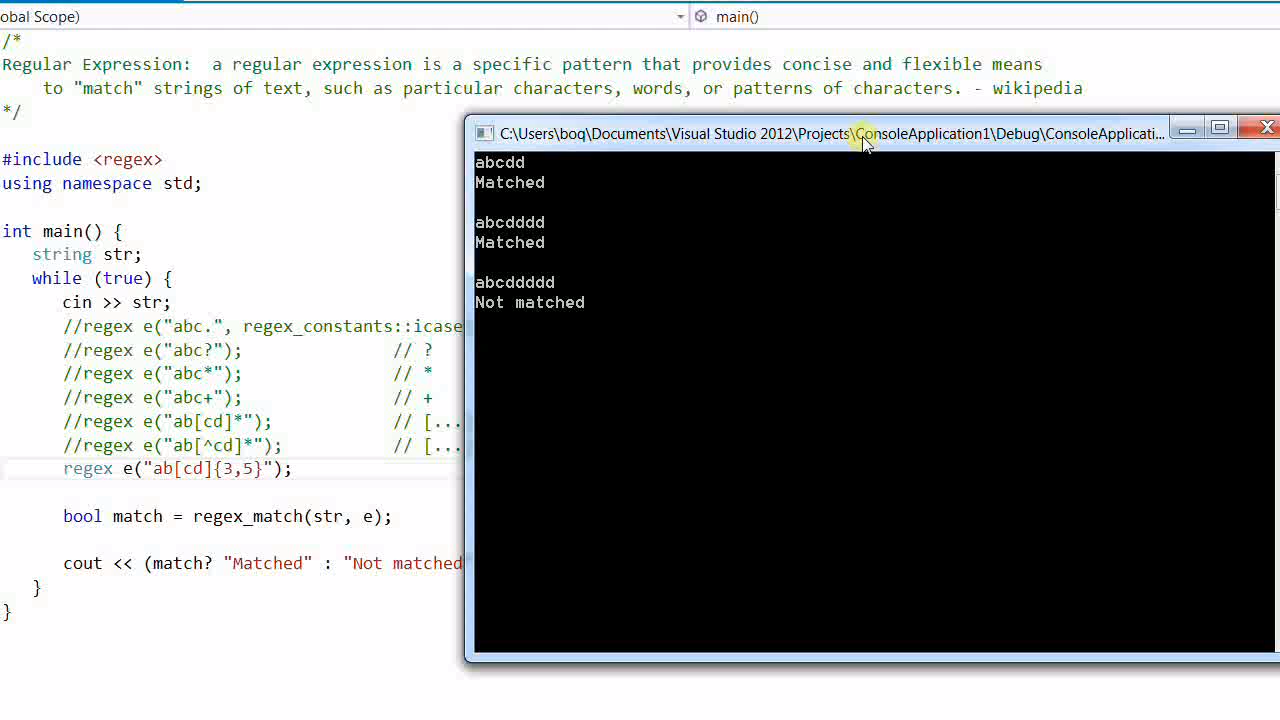 obal Scope)
main()
/*
Regular Expression:  a regular expression is a specific pattern that provides concise and flexible means
    to "match" strings of text, such as particular characters, words, or patterns of characters. - wikipedia
*/
#include <regex>
using namespace std;
int main() {
   string str;
   while (true) {
      cin >> str;
      //regex e("abc.", regex_constants::icase
      //regex e("abc?");               // ?
      //regex e("abc*");               // *
      //regex e("abc+");               // +
      //regex e("ab[cd]*");            // [...
      //regex e("ab[^cd]*");           // [...
      regex e("ab[cd]{3,5}");
      bool match = regex_match(str, e);
      cout << (match? "Matched" : "Not matched
   }
}
C:\Users\boq\Documents\Visual Studio 2012\Projects\ConsoleApplication1\Debug\ConsoleApplicati...
abcdd
Matched
abcdddd
Matched
abcddddd
Not matched